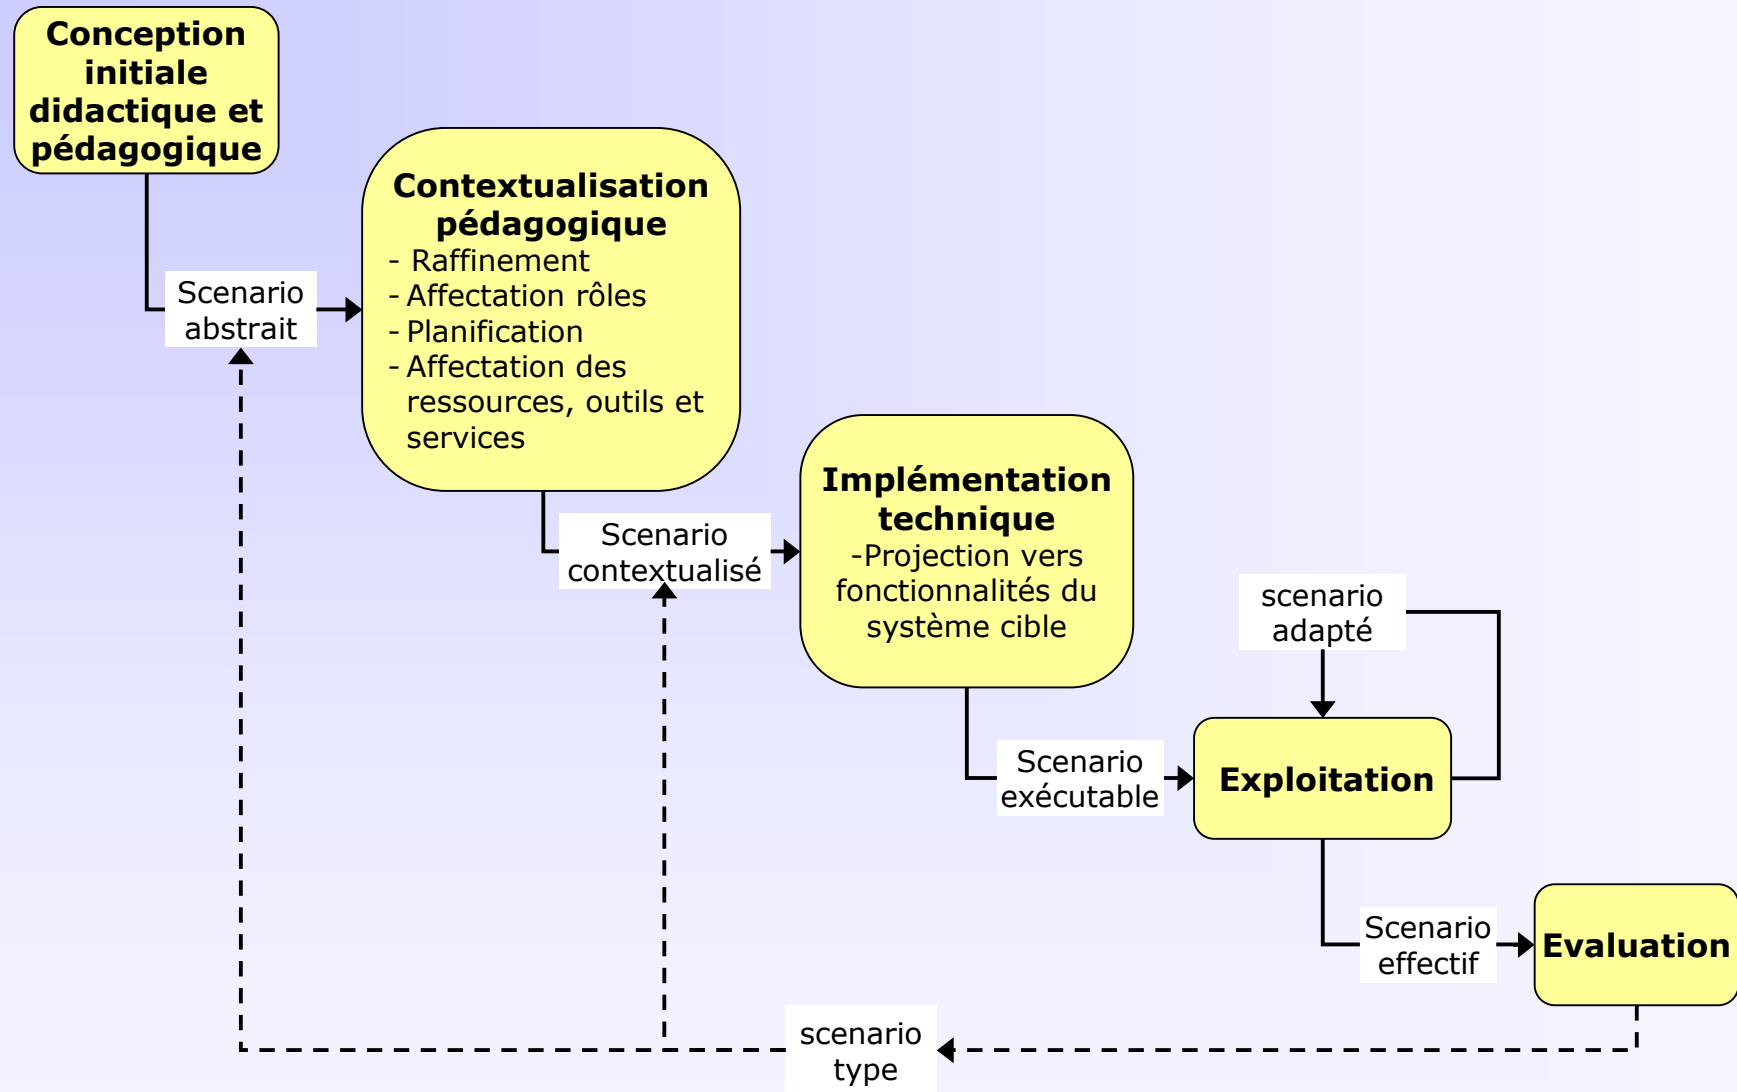 Conception
initiale
didactique et
pédagogique
Scenario
abstrait
Contextualisation
pédagogique
- Raffinement
- Affectation rôles
- Planification
- Affectation des
ressources, outils et
services
Scenario
contextualisé
Implémentation
technique
-Projection vers
fonctionnalités du
système cible
Scenario
exécutable
scenario
adapté
Exploitation
Scenario
effectif
Evaluation
scenario
type